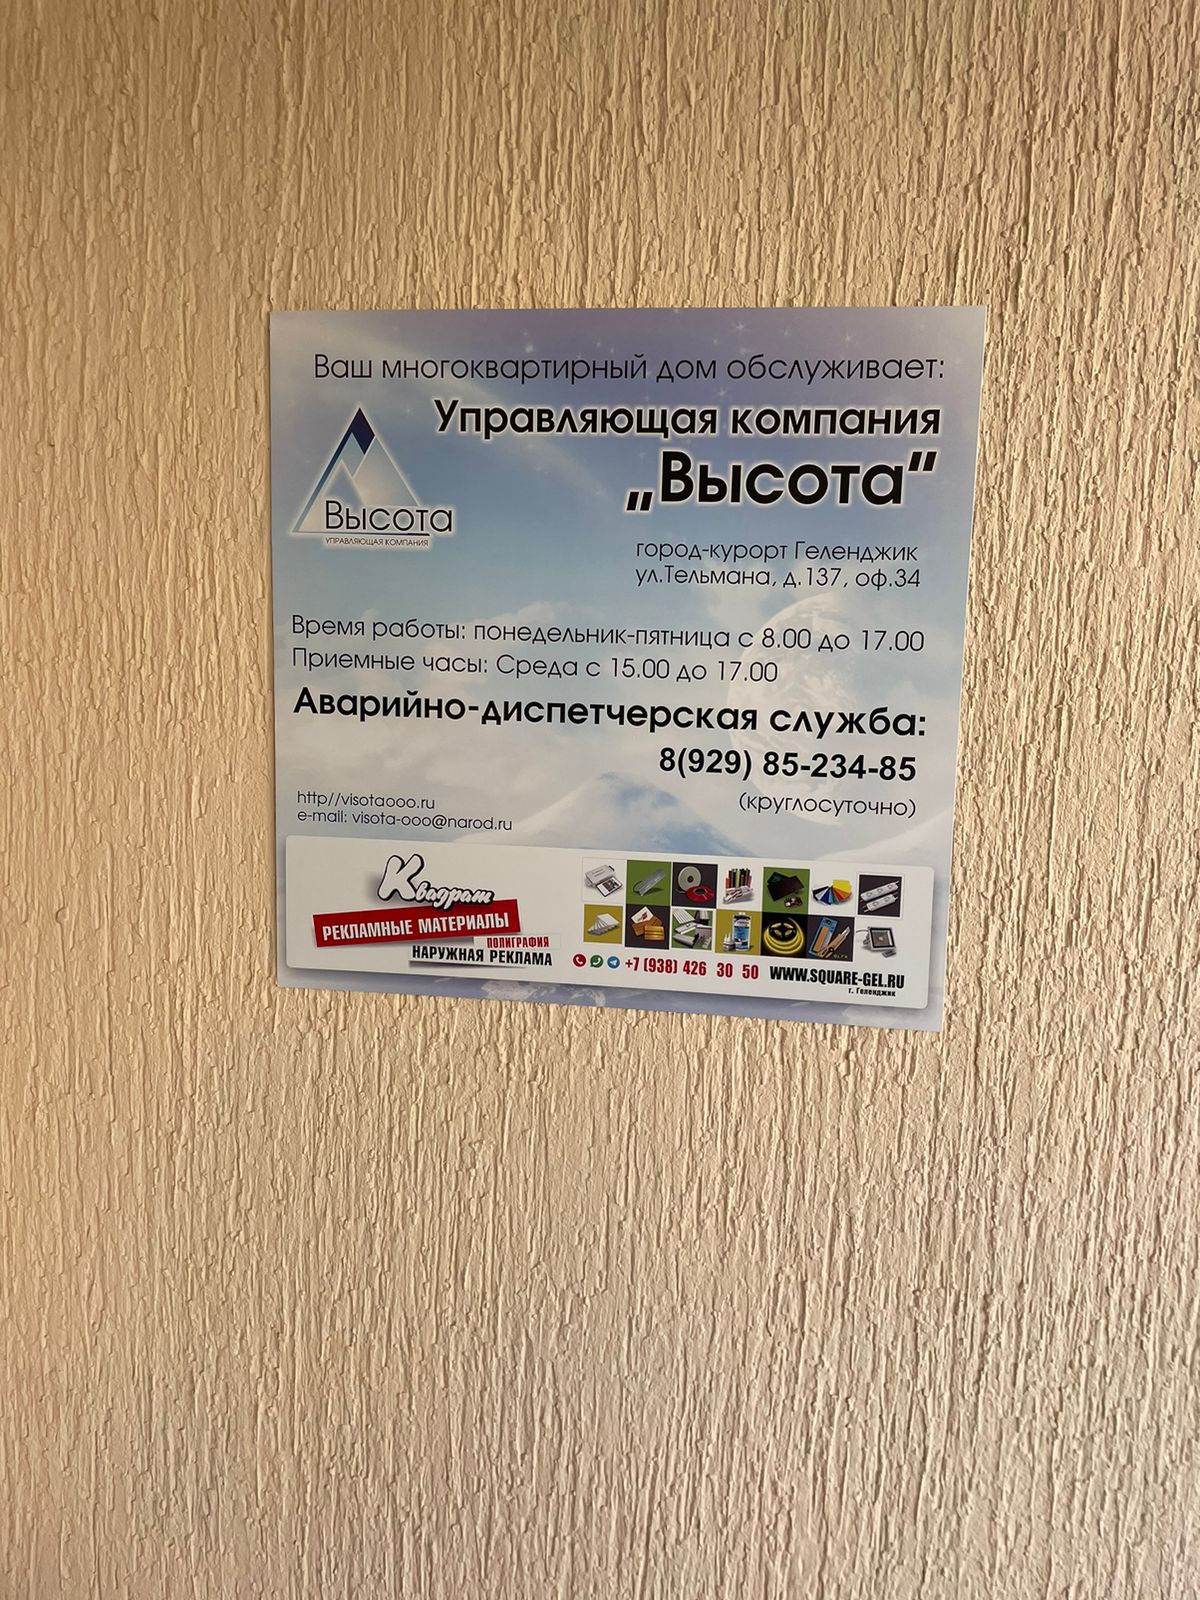 Ваш многоквартирный дом обслуживает:
Управляющая компания
„Высота“
Высота
УПРАВЛЯЮЩАЯ КОМПАНИЯ
город-курорт Геленджик
ул.Тельмана, д.137, оф.34
Время работы: понедельник-пятница с 8.00 до 17.00
Приемные часы: Среда с 15.00 до 17.00
Аварийно-диспетчерская служба:
8(929) 85-234-85
(круглосуточно)
http//visotaooo.ru
e-mail: visota-ooo@narod.ru
Квадрат
РЕКЛАМНЫЕ МАТЕРИАЛЫ
ПОЛИГРАФИЯ
НАРУЖНАЯ РЕКЛАМА
+7 (938) 426 30 50 WWW.SQUARE-GEL.RU
г. Геленджик